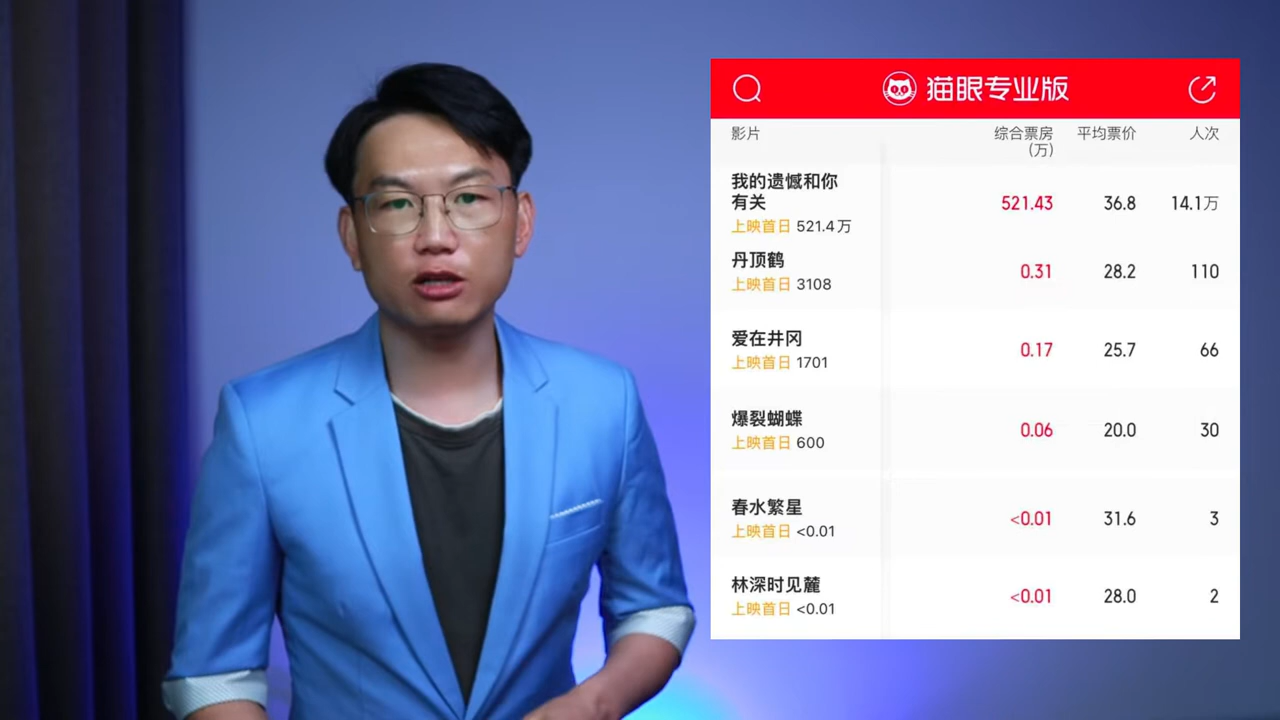 猫眼专业版
影片 综合票房 平均票价 人次
(万)
我的遗憾和你
有关
521.43 36.8 14.1万
上映首日 521.4万
丹顶鹤
0.31 28.2 110
上映首日 3108
爱在井冈
0.17 25.7 66
上映首日 1701
爆裂蝴蝶
0.06 20.0 30
上映首日 600
春水繁星
<0.01 31.6 3
上映首日 <0.01
林深时见麓
<0.01 28.0 2
上映首日 <0.01